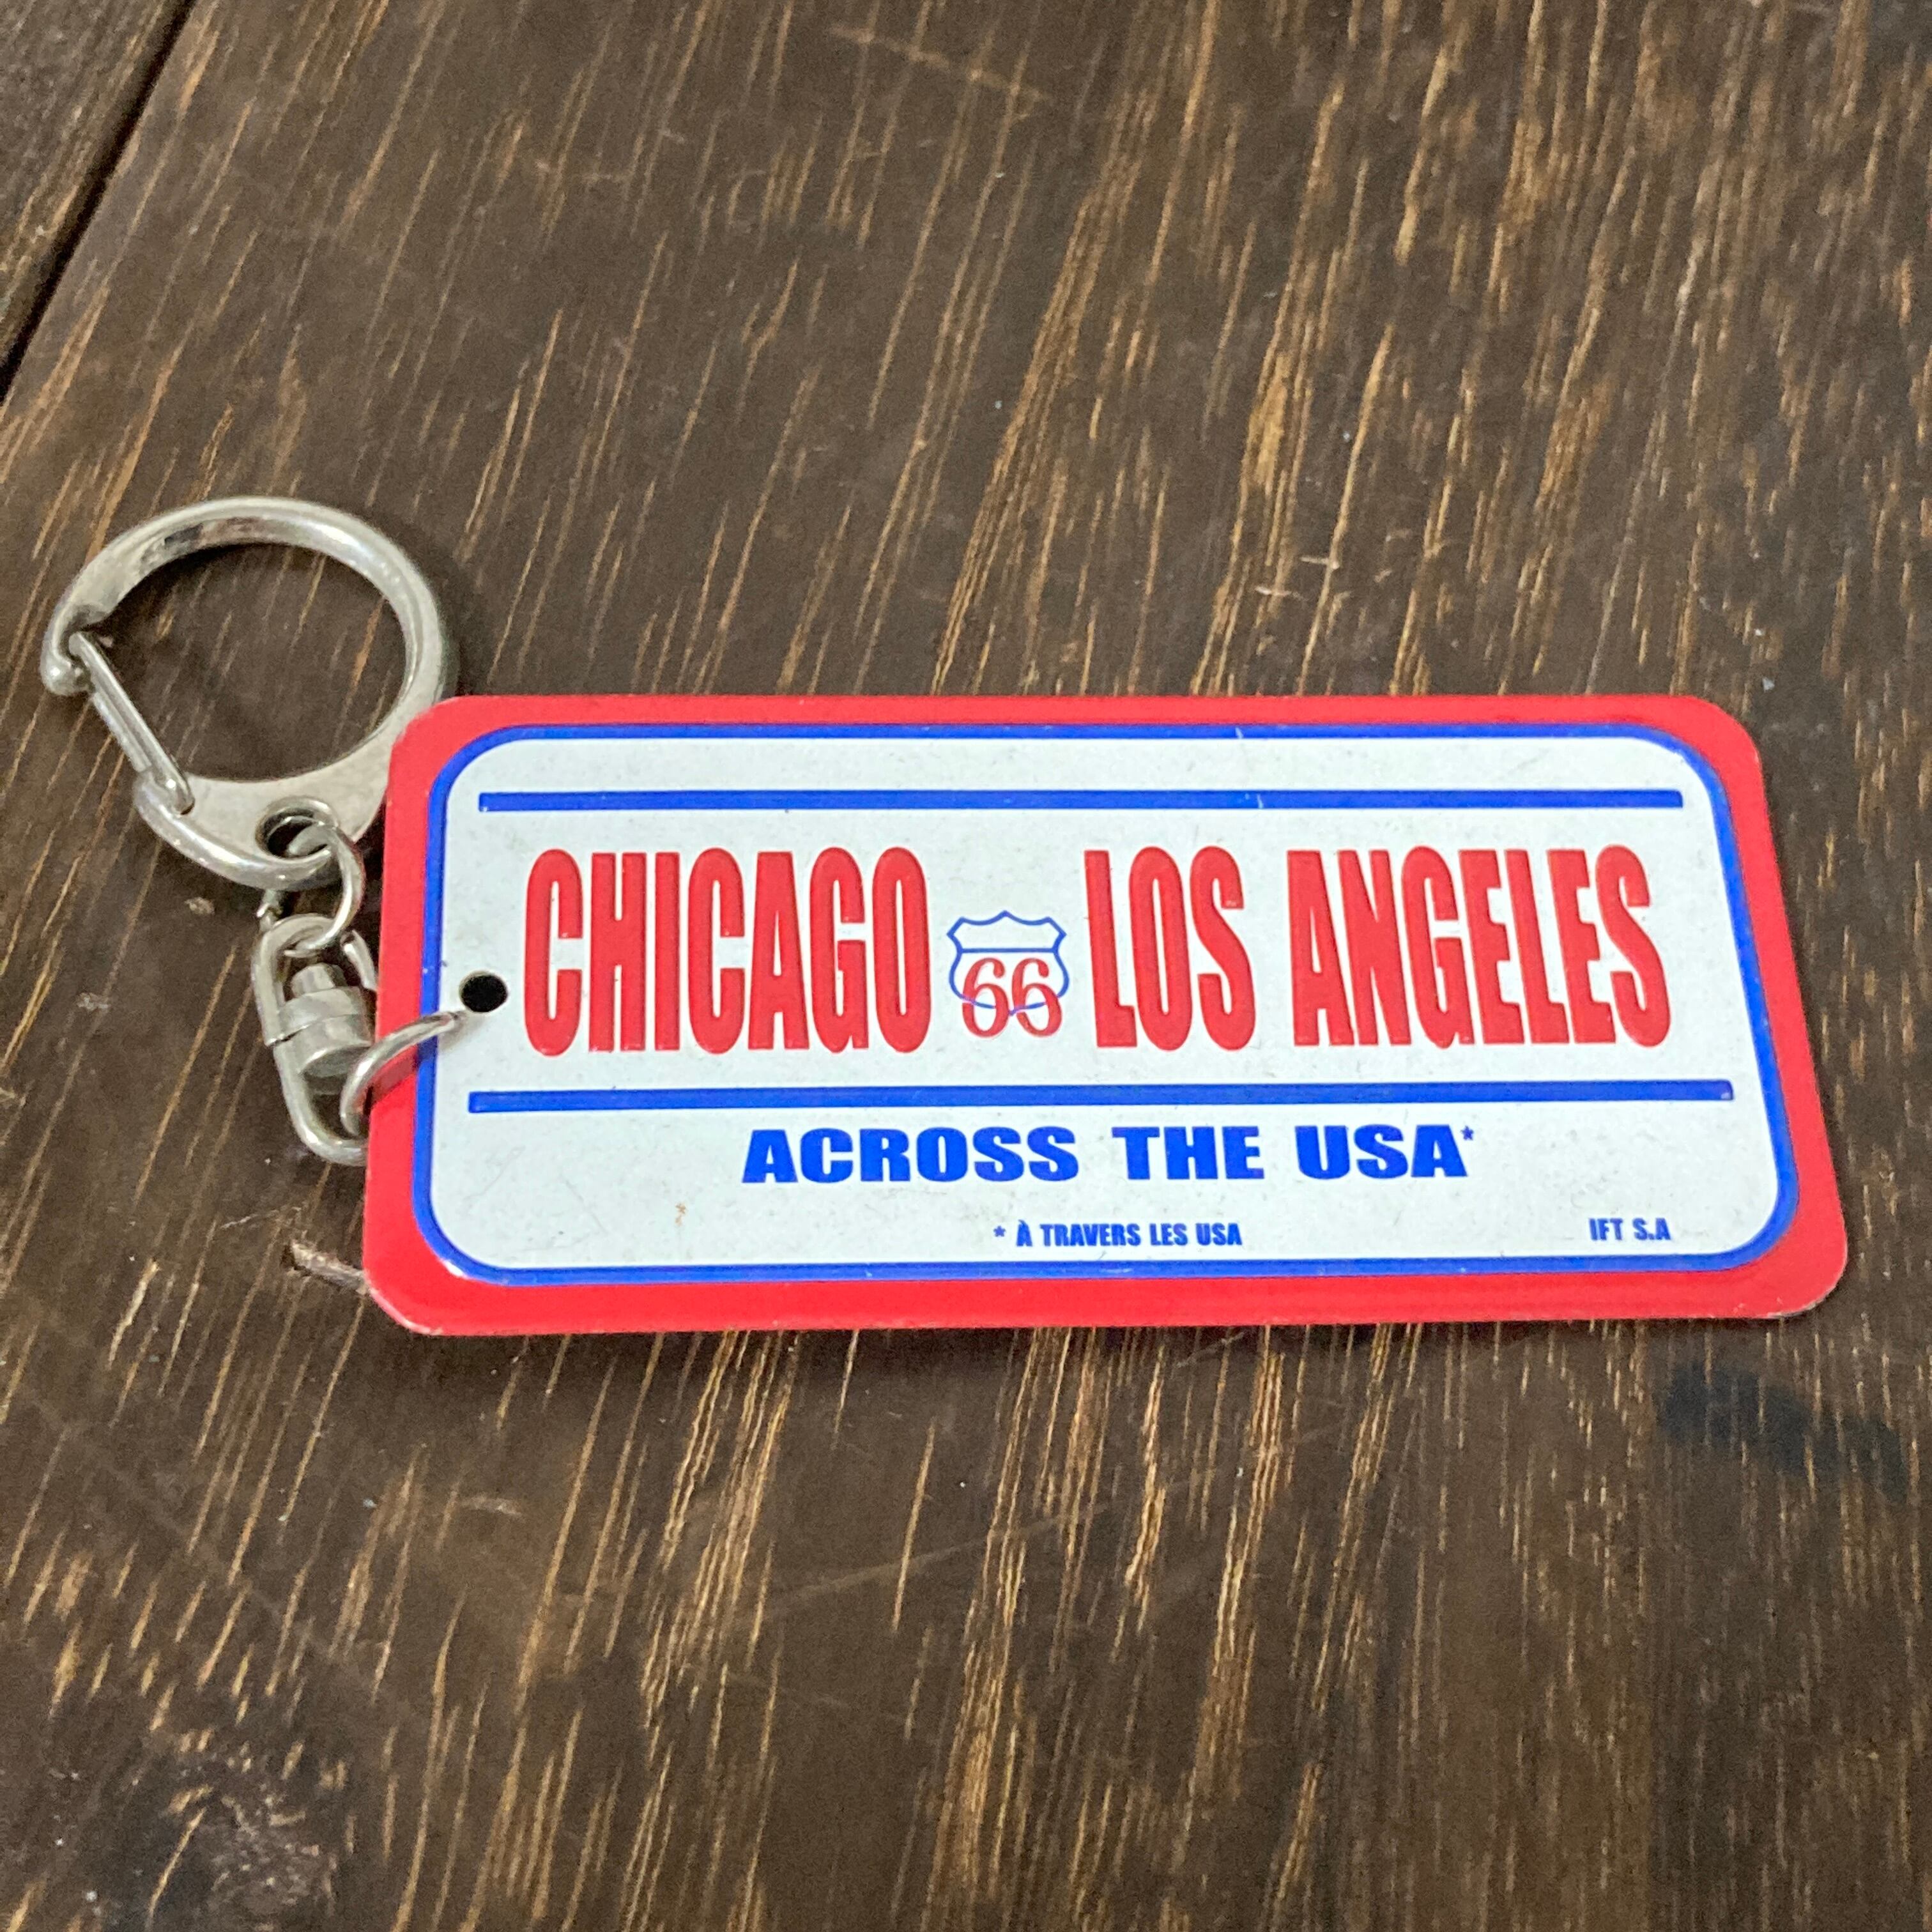 CHICAGO 66 LOS ANGELES
ACROSS THE USA*
* À TRAVERS LES USA
IFT S.A